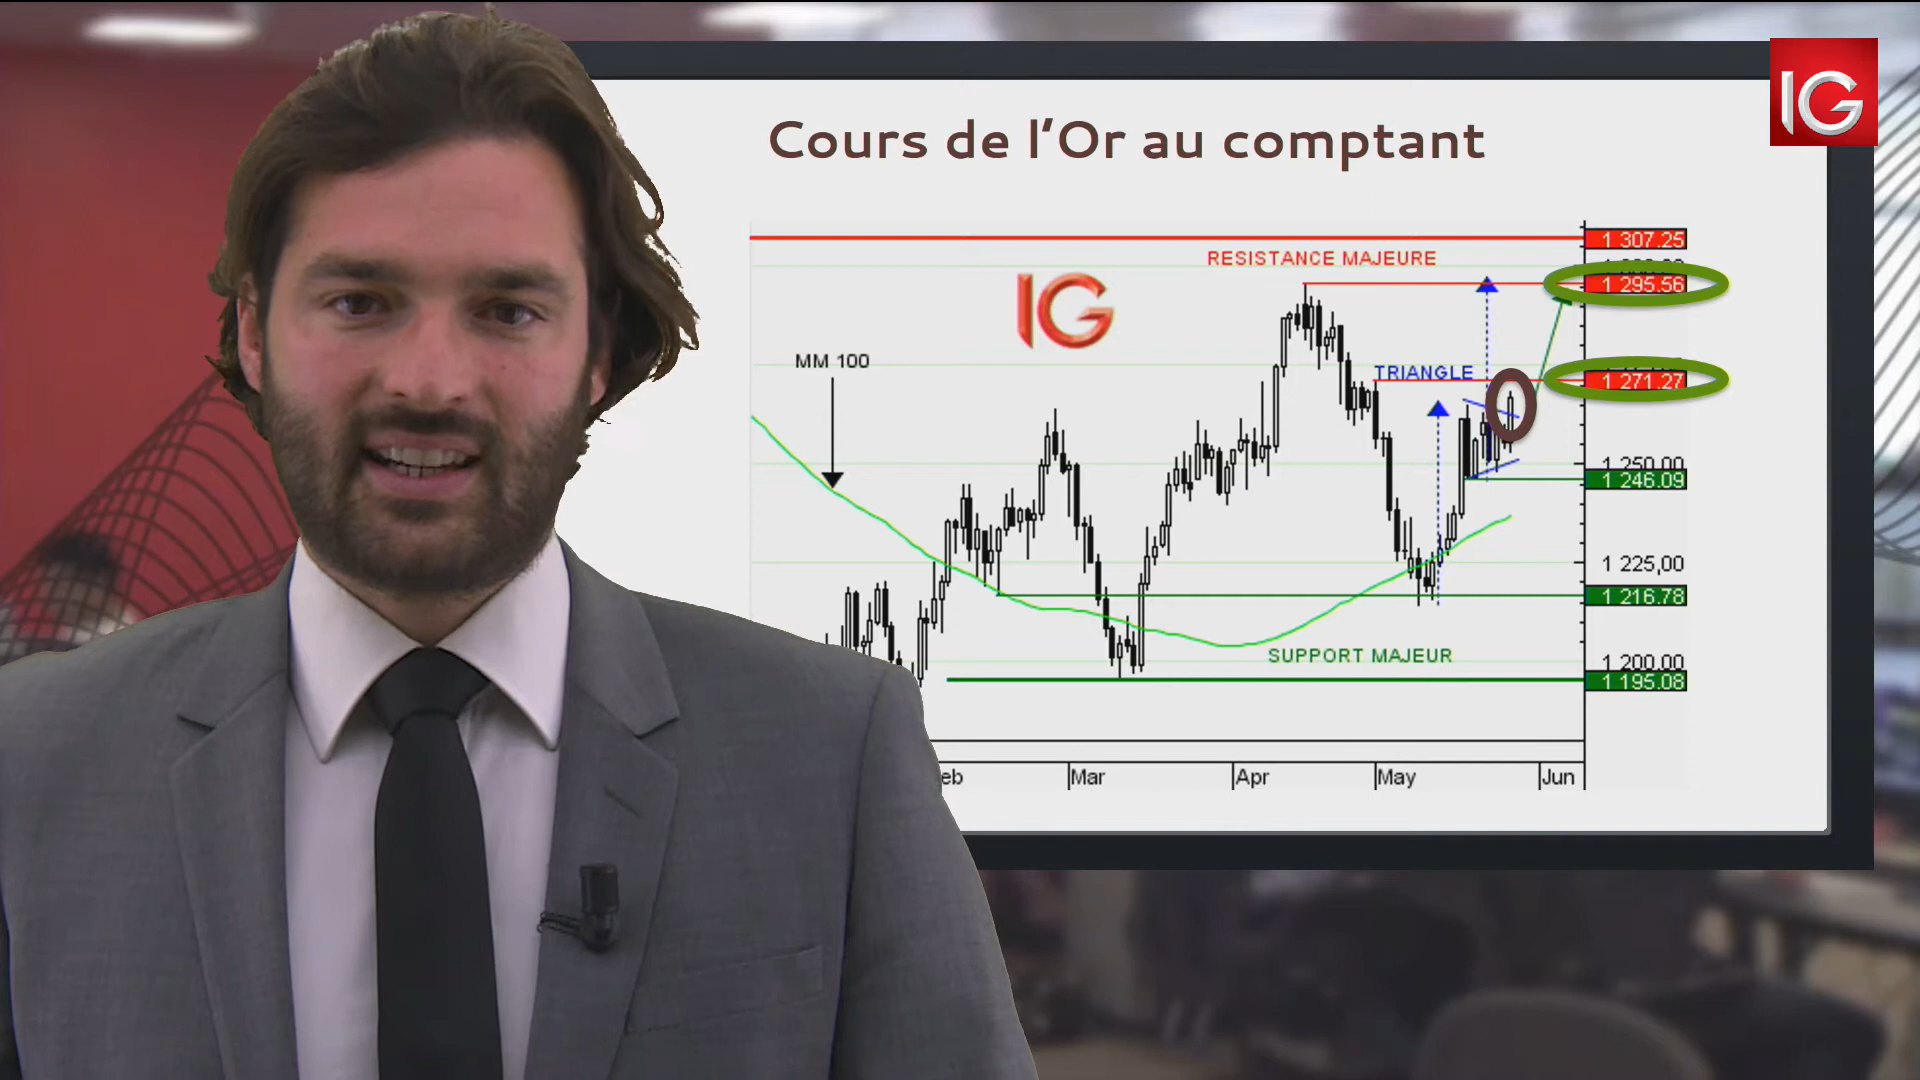 IG
Cours de l'Or au comptant
1 307.25
RESISTANCE MAJEURE
IG
1 295.56
MM 100
TRIANGLE
1 271.27
1 250,00
1 246.09
1 225,00
1 216.78
SUPPORT MAJEUR
1 200.00
1 195.08
eb Mar Apr May Jun